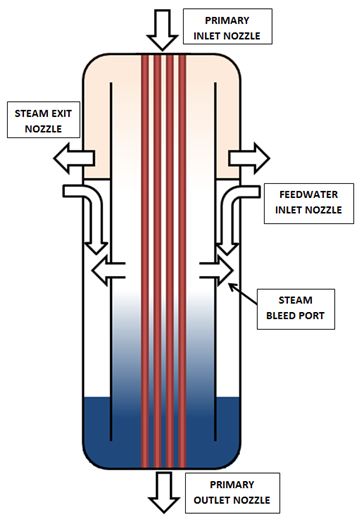 PRIMARY
INLET NOZZLE
STEAM EXIT
NOZZLE
FEEDWATER
INLET NOZZLE
STEAM
BLEED PORT
PRIMARY
OUTLET NOZZLE